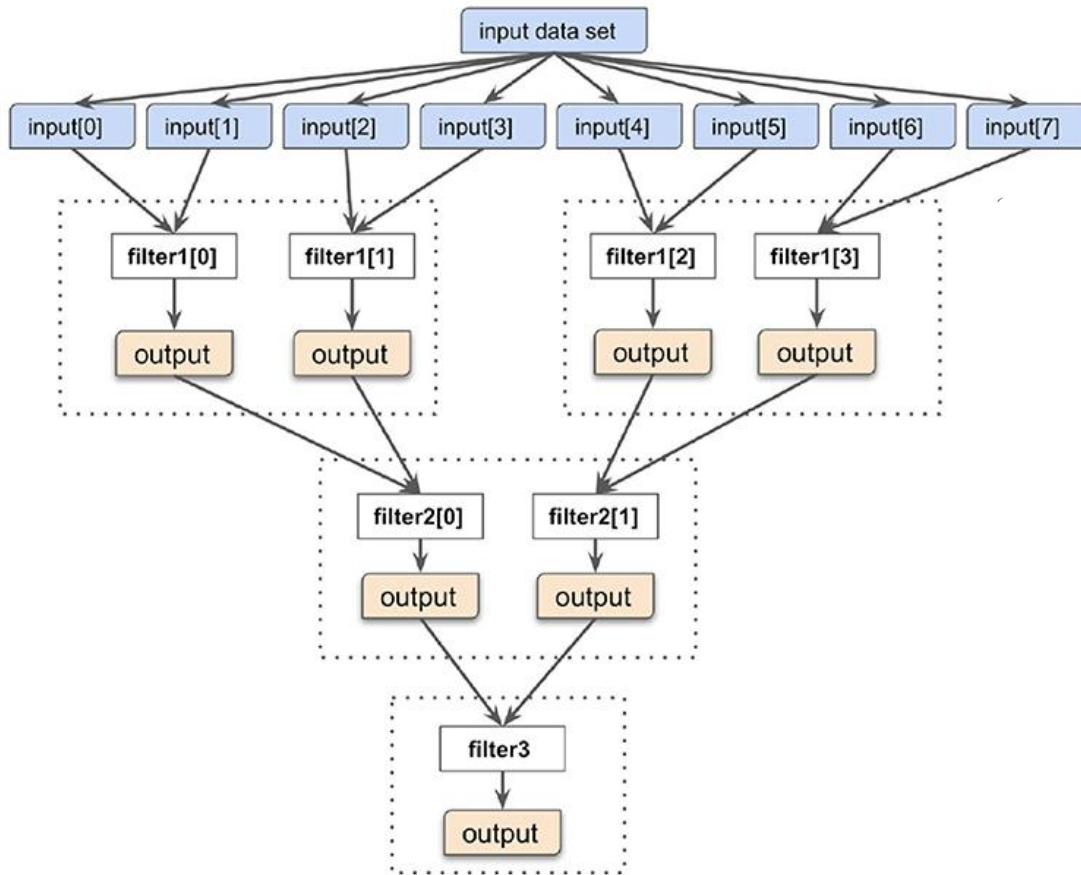 input data set
input[0] input[1] input[2] input[3] input[4] input[5] input[6] input[7]
filter1[0] filter1[1] filter1[2] filter1[3]
output output output output
filter2[0] filter2[1]
output output
filter3
output